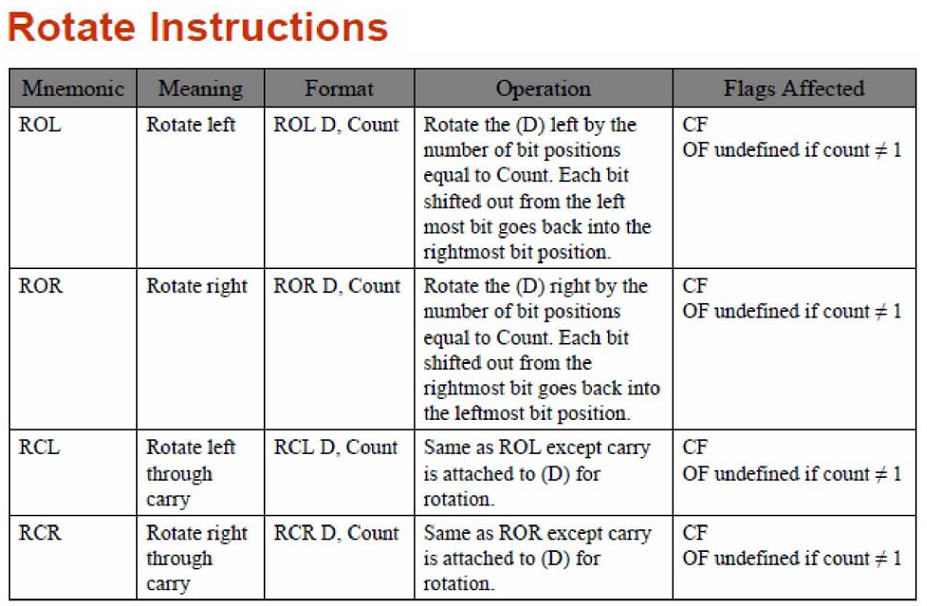 Rotate Instructions
Mnemonic Meaning Format Operation Flags Affected
ROL Rotate left ROL D, Count Rotate the (D) left by the CF
number of bit positions OF undefined if count ≠ 1
equal to Count. Each bit
shifted out from the left
most bit goes back into the
rightmost bit position.
ROR Rotate right ROR D, Count Rotate the (D) right by the CF
number of bit positions OF undefined if count ≠ 1
equal to Count. Each bit
shifted out from the
rightmost bit goes back into
the leftmost bit position.
RCL Rotate left RCL D, Count Same as ROL except carry CF
through is attached to (D) for OF undefined if count ≠ 1
carry rotation.
RCR Rotate right RCR D, Count Same as ROR except carry CF
through is attached to (D) for OF undefined if count ≠ 1
carry rotation.